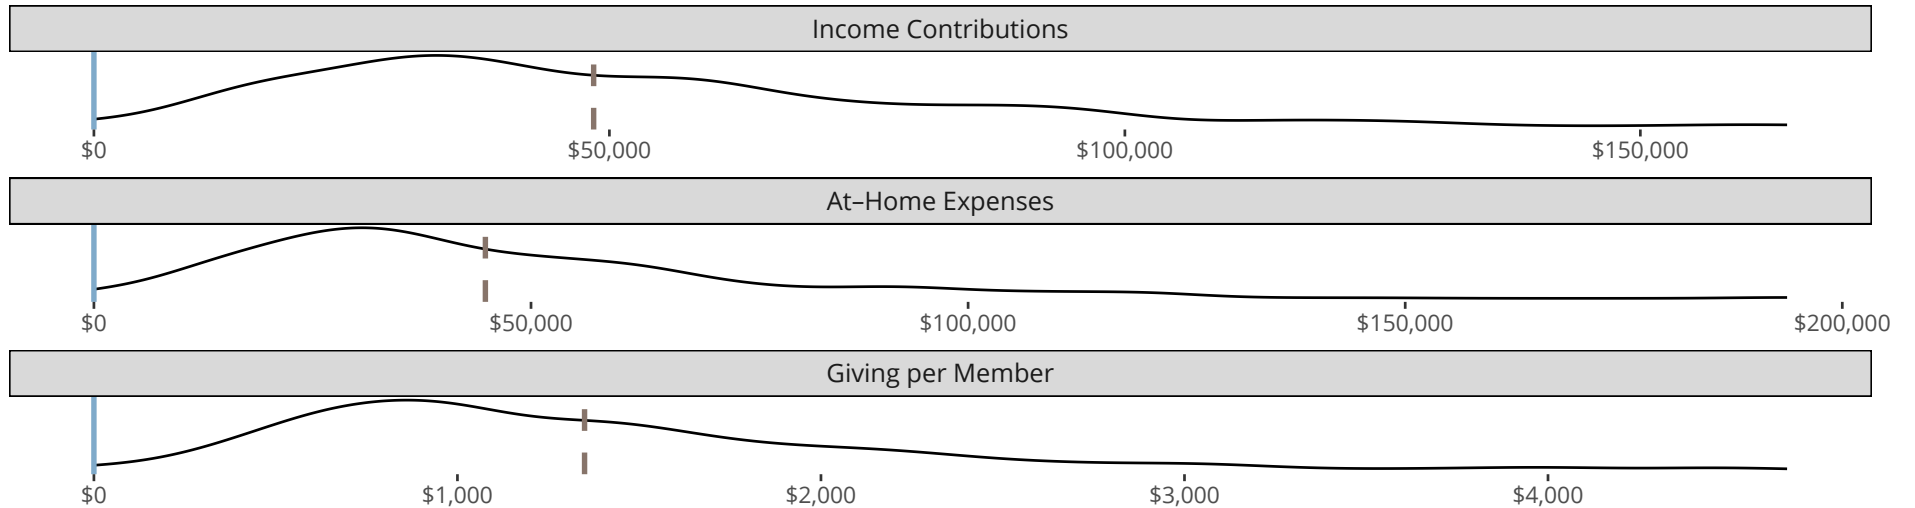 Income Contributions
$0 $50,000 $100,000 $150,000
At–Home Expenses
$0 $50,000 $100,000 $150,000 $200,000
Giving per Member
$0 $1,000 $2,000 $3,000 $4,000